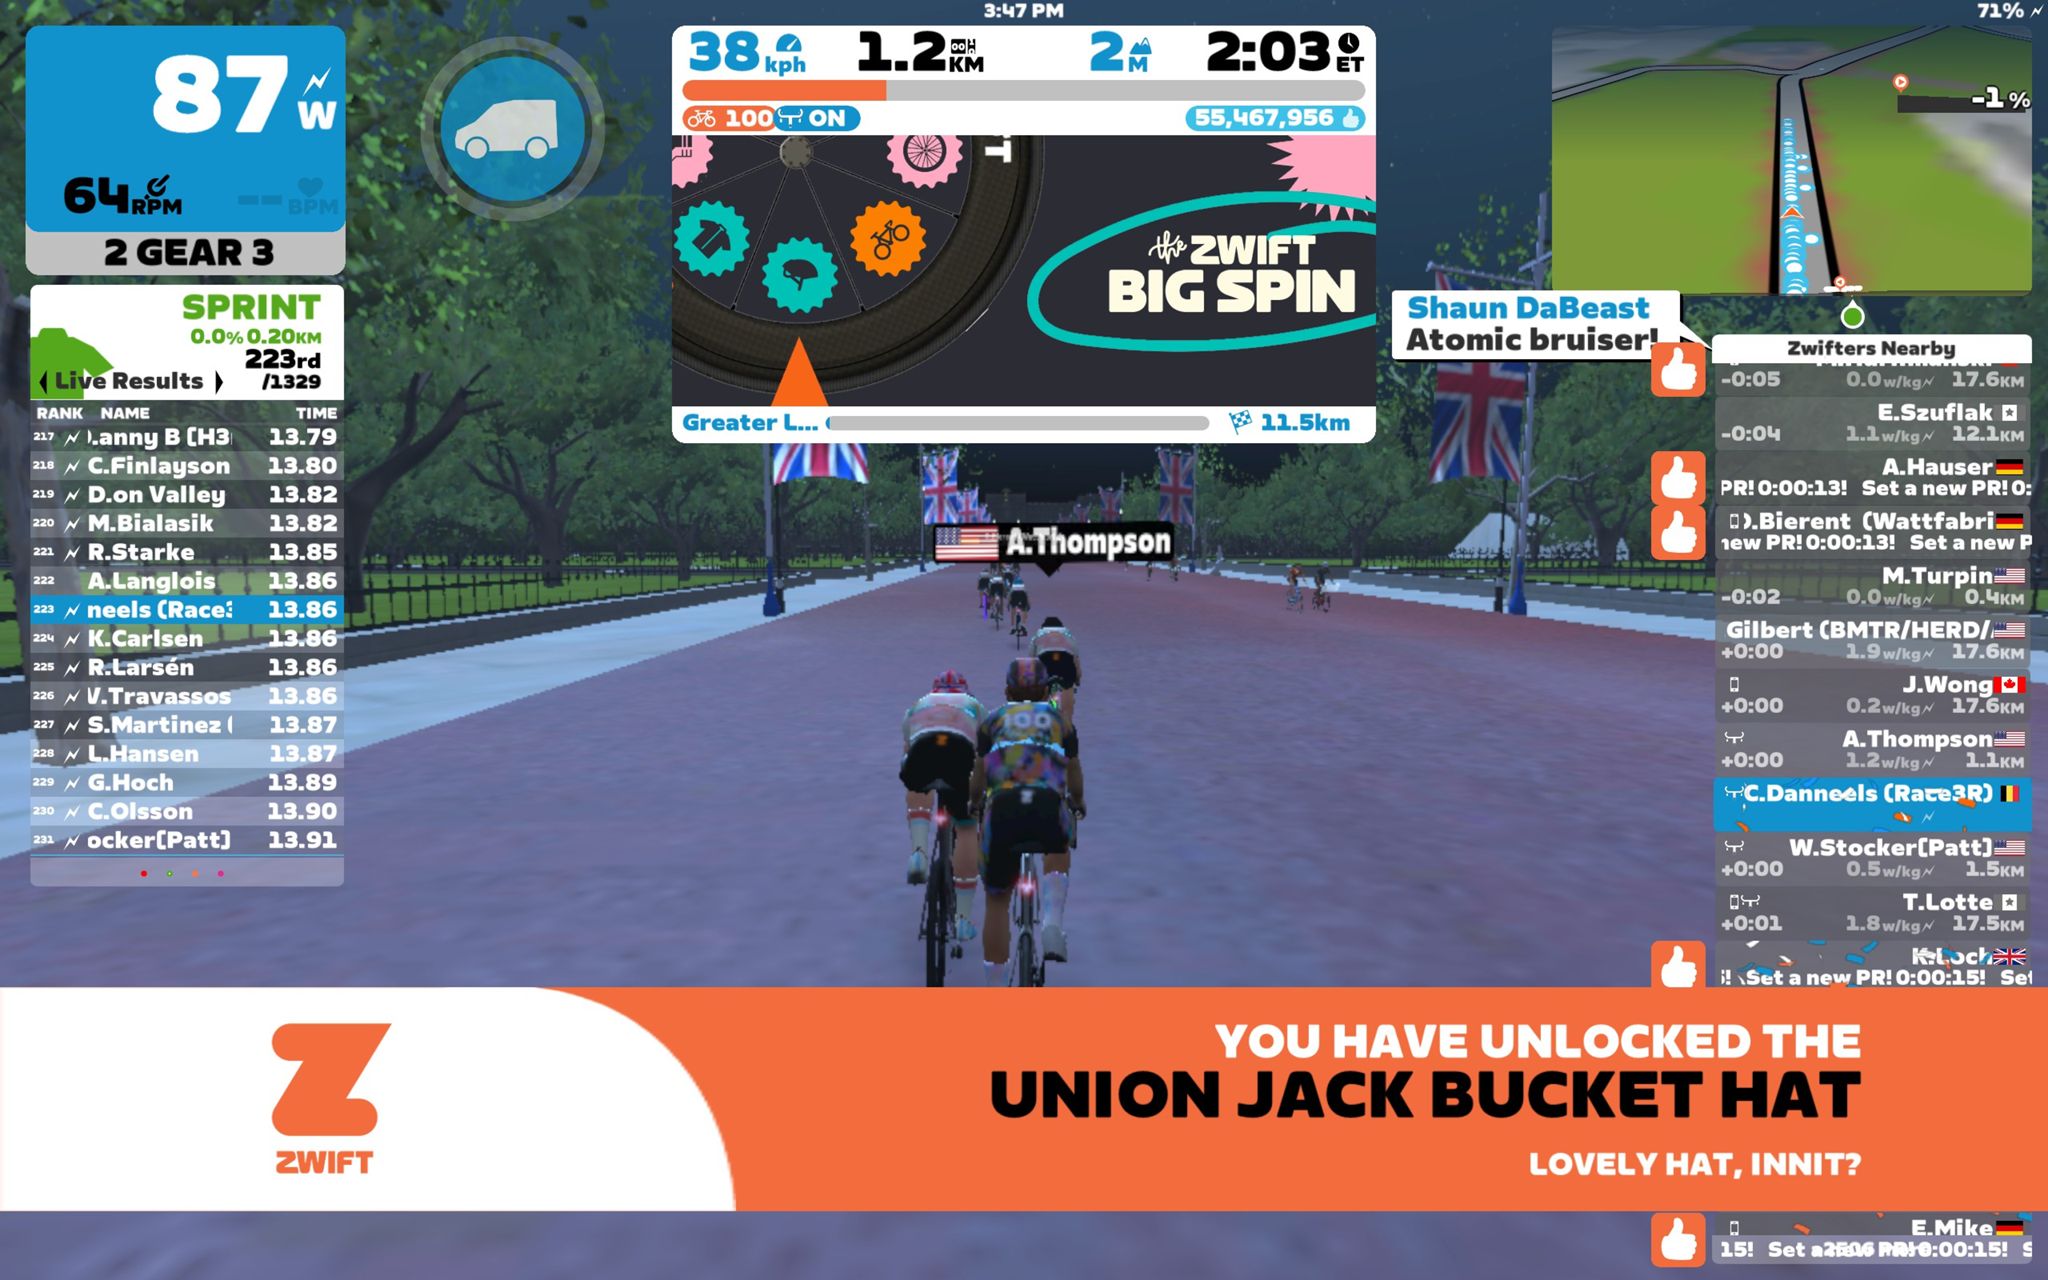 3:47 PM
71%
87 W
64 RPM
-- BPM
2 GEAR 3
38 kph 1.2 KM 2 M 2:03 ET
100 ON 55,467,956
the ZWIFT
BIG SPIN
Greater L... 11.5km
-1%
SPRINT
0.0% 0.20KM
223rd
/1329
Live Results
RANK NAME TIME
217 .anny B (H3 13.79
218 C.Finlayson 13.80
219 D.on Valley 13.82
220 M.Bialasik 13.82
221 R.Starke 13.85
222 A.Langlois 13.86
223 neels (Race3 13.86
224 K.Carlsen 13.86
225 R.Larsén 13.86
226 V.Travassos 13.86
227 S.Martinez ( 13.87
228 L.Hansen 13.87
229 G.Hoch 13.89
230 C.Olsson 13.90
231 ocker[Patt] 13.91
Shaun DaBeast
Atomic bruiser!
A.Thompson
100
Zwifters Nearby
-0:05 0.0w/kg 17.6KM
E.Szuflak
-0:04 1.1w/kg 12.1KM
A.Hauser
PR! 0:00:13! Set a new PR! 0:
).Bierent (Wattfabri
new PR! 0:00:13! Set a new P
M.Turpin
-0:02 0.0w/kg 0.4KM
Gilbert (BMTR/HERD/
+0:00 1.9w/kg 17.6KM
J.Wong
+0:00 0.2w/kg 17.6KM
A.Thompson
+0:00 1.2w/kg 1.1KM
C.Danneels (Race3R)
W.Stocker[Patt]
+0:00 0.5w/kg 1.5KM
T.Lotte
+0:01 1.8w/kg 17.5KM
K.Loch
Set a new PR! 0:00:15! Set
ZWIFT
YOU HAVE UNLOCKED THE
UNION JACK BUCKET HAT
LOVELY HAT, INNIT?
E.Mike
15! Set a new PR! 0:00:15! S